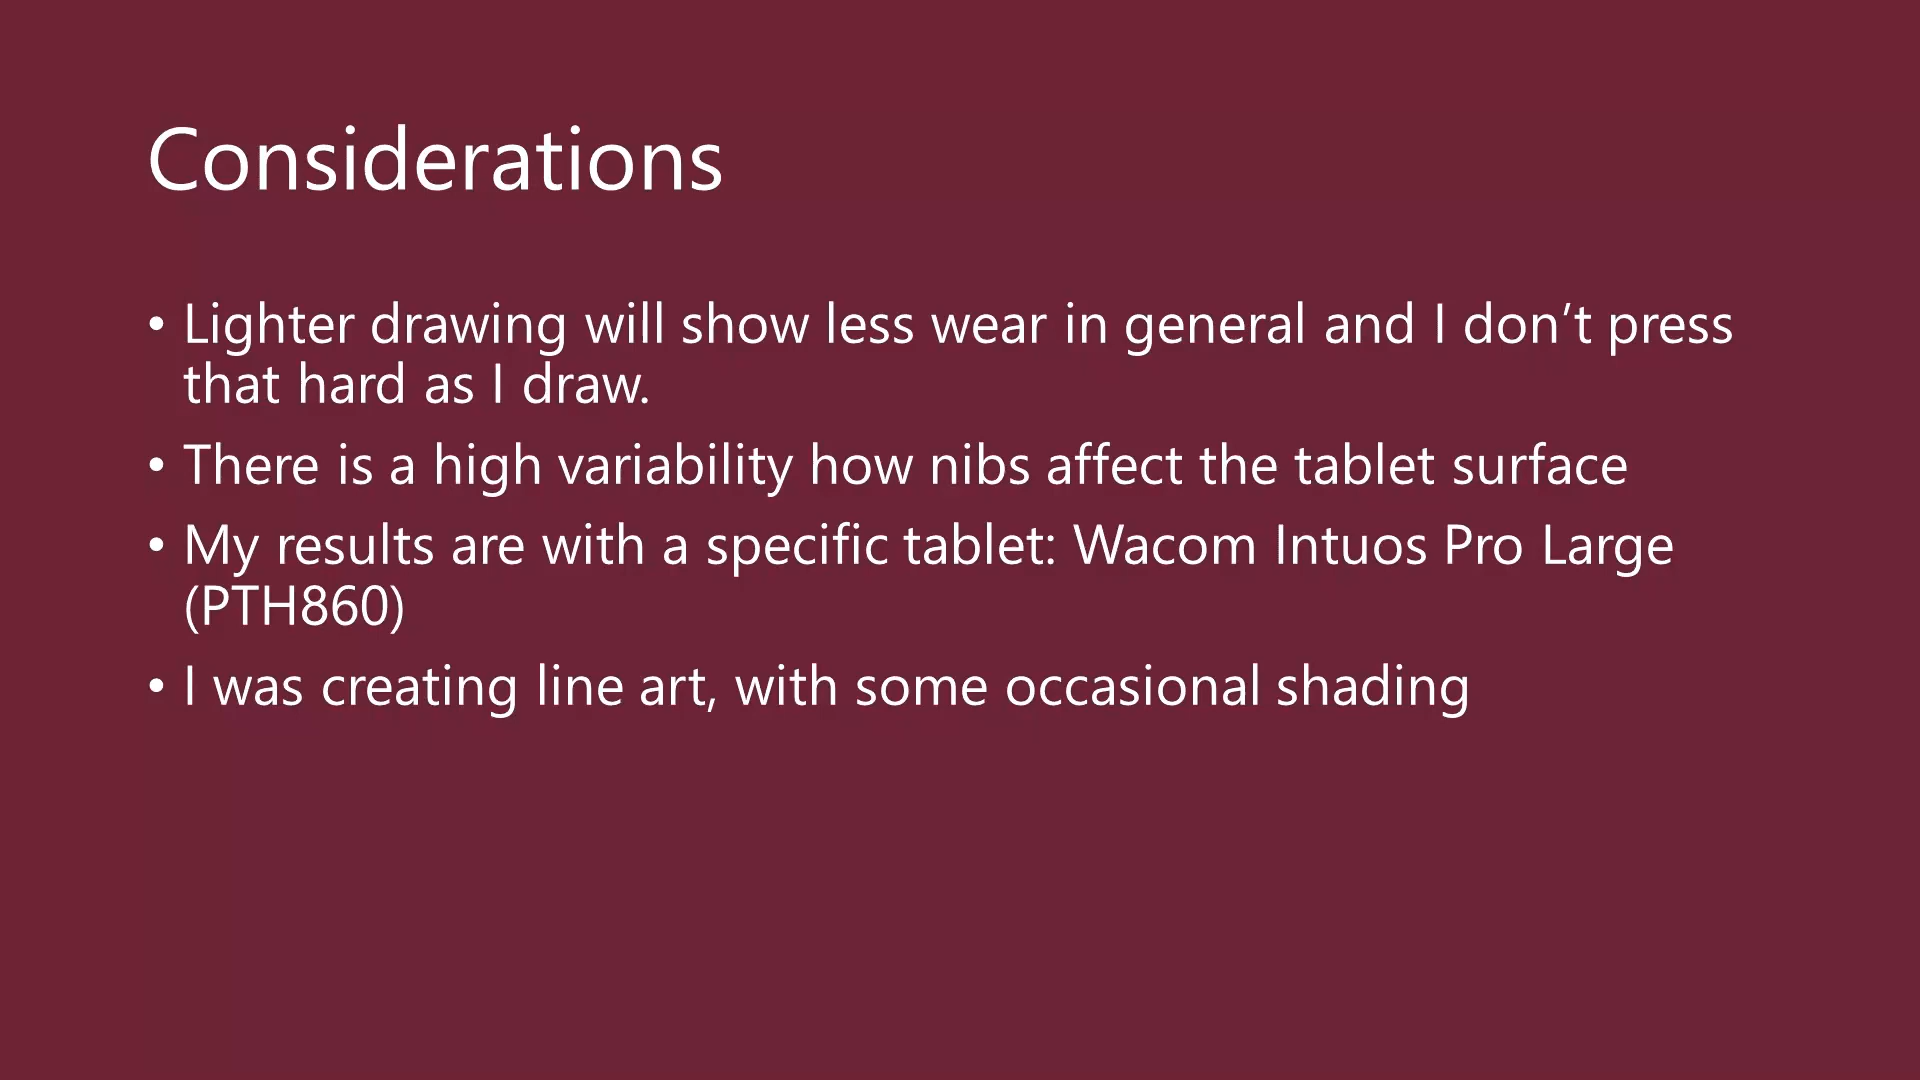 Considerations
• Lighter drawing will show less wear in general and I don’t press
that hard as I draw.
• There is a high variability how nibs affect the tablet surface
• My results are with a specific tablet: Wacom Intuos Pro Large
(PTH860)
• I was creating line art, with some occasional shading